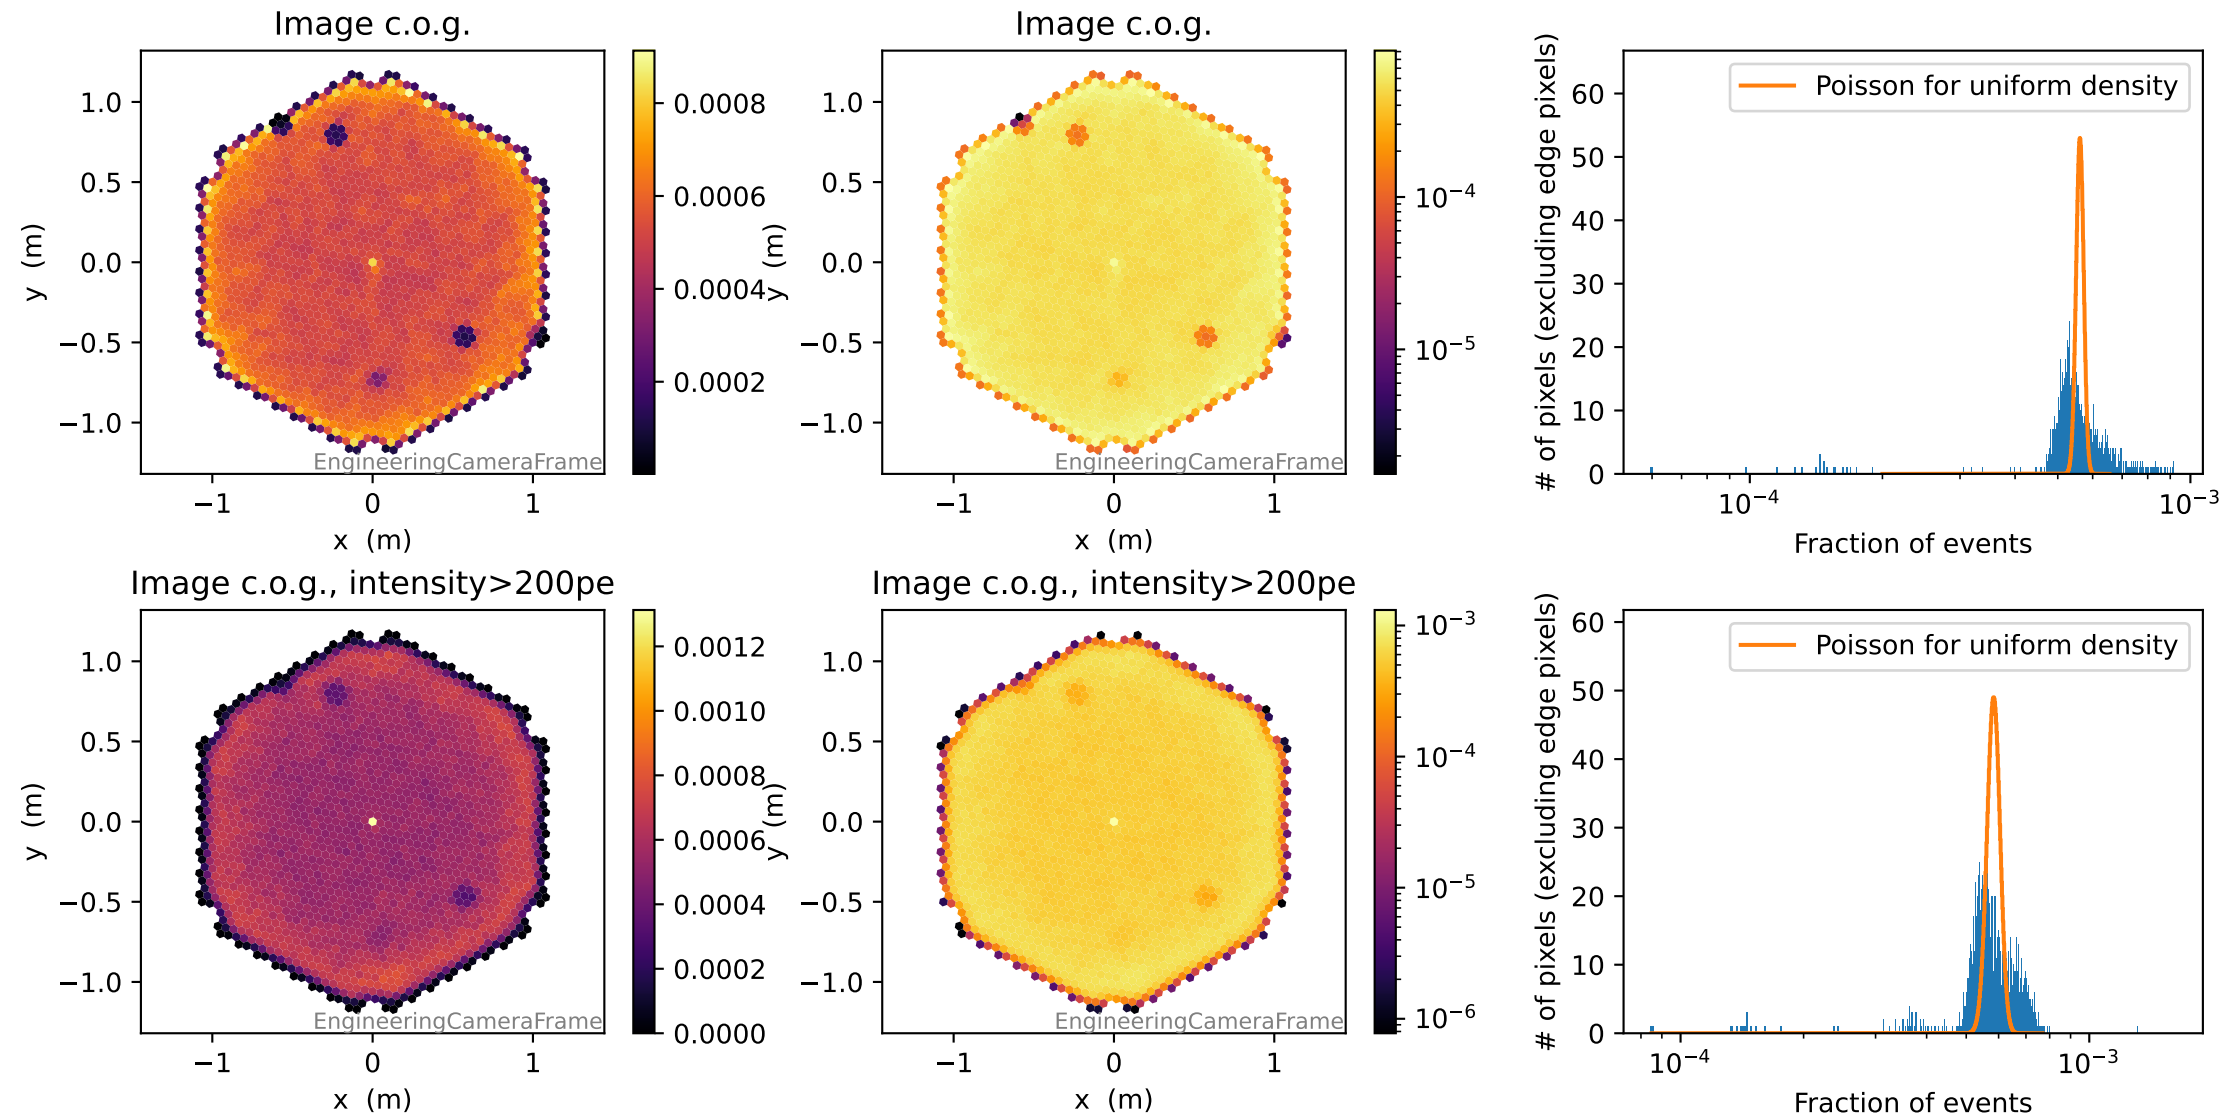 Image c.o.g.
y (m)
1.0
0.5
0.0
−0.5
−1.0
−1 0 1
x (m)
EngineeringCameraFrame
0.0008
0.0006
0.0004
0.0002
Image c.o.g.
y (m)
1.0
0.5
0.0
−0.5
−1.0
−1 0 1
x (m)
EngineeringCameraFrame
10⁻⁴
10⁻⁵
# of pixels (excluding edge pixels)
60
50
40
30
20
10
0
Poisson for uniform density
10⁻⁴ 10⁻³
Fraction of events
Image c.o.g., intensity>200pe
y (m)
1.0
0.5
0.0
−0.5
−1.0
−1 0 1
x (m)
EngineeringCameraFrame
0.0012
0.0010
0.0008
0.0006
0.0004
0.0002
0.0000
Image c.o.g., intensity>200pe
y (m)
1.0
0.5
0.0
−0.5
−1.0
−1 0 1
x (m)
EngineeringCameraFrame
10⁻³
10⁻⁴
10⁻⁵
10⁻⁶
# of pixels (excluding edge pixels)
60
50
40
30
20
10
0
Poisson for uniform density
10⁻⁴ 10⁻³
Fraction of events